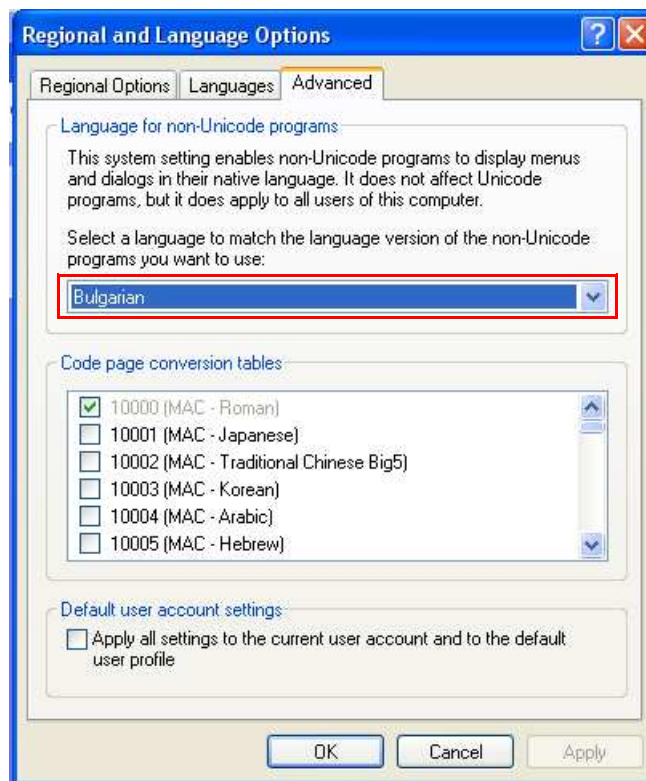 Regional and Language Options
Regional Options
Languages
Advanced
Language for non-Unicode programs
This system setting enables non-Unicode programs to display menus
and dialogs in their native language. It does not affect Unicode
programs, but it does apply to all users of this computer.
Select a language to match the language version of the non-Unicode
programs you want to use:
Bulgarian
Code page conversion tables
10000 (MAC - Roman)
10001 (MAC - Japanese)
10002 (MAC - Traditional Chinese Big5)
10003 (MAC - Korean)
10004 (MAC - Arabic)
10005 (MAC - Hebrew)
Default user account settings
Apply all settings to the current user account and to the default
user profile
OK
Cancel
Apply